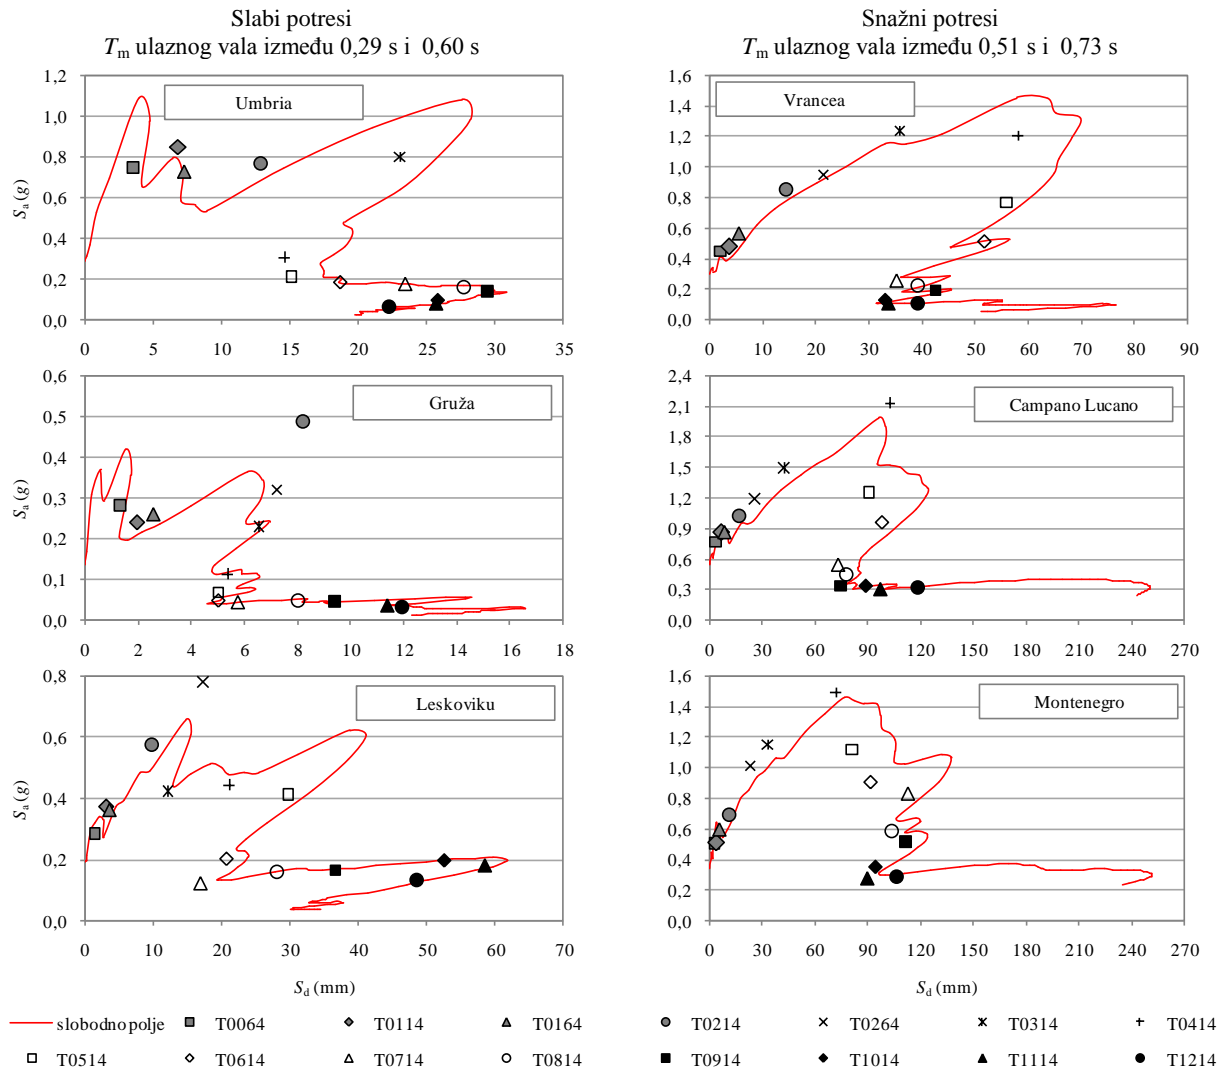 Slabi potresi
T_m ulaznog vala između 0,29 s i 0,60 s
Snažni potresi
T_m ulaznog vala između 0,51 s i 0,73 s
Umbria
S_a (g)
1,2
1,0
0,8
0,6
0,4
0,2
0,0
0 5 10 15 20 25 30 35
Vrancea
1,6
1,4
1,2
1,0
0,8
0,6
0,4
0,2
0,0
0 10 20 30 40 50 60 70 80 90
Gruža
S_a (g)
0,6
0,5
0,4
0,3
0,2
0,1
0,0
0 2 4 6 8 10 12 14 16 18
Campano Lucano
2,4
2,1
1,8
1,5
1,2
0,9
0,6
0,3
0,0
0 30 60 90 120 150 180 210 240 270
Leskoviku
S_a (g)
0,8
0,6
0,4
0,2
0,0
0 10 20 30 40 50 60 70
S_d (mm)
Montenegro
1,6
1,4
1,2
1,0
0,8
0,6
0,4
0,2
0,0
0 30 60 90 120 150 180 210 240 270
S_d (mm)
slobodno polje T0064 T0114 T0164 T0214 T0264 T0314 T0414
T0514 T0614 T0714 T0814 T0914 T1014 T1114 T1214